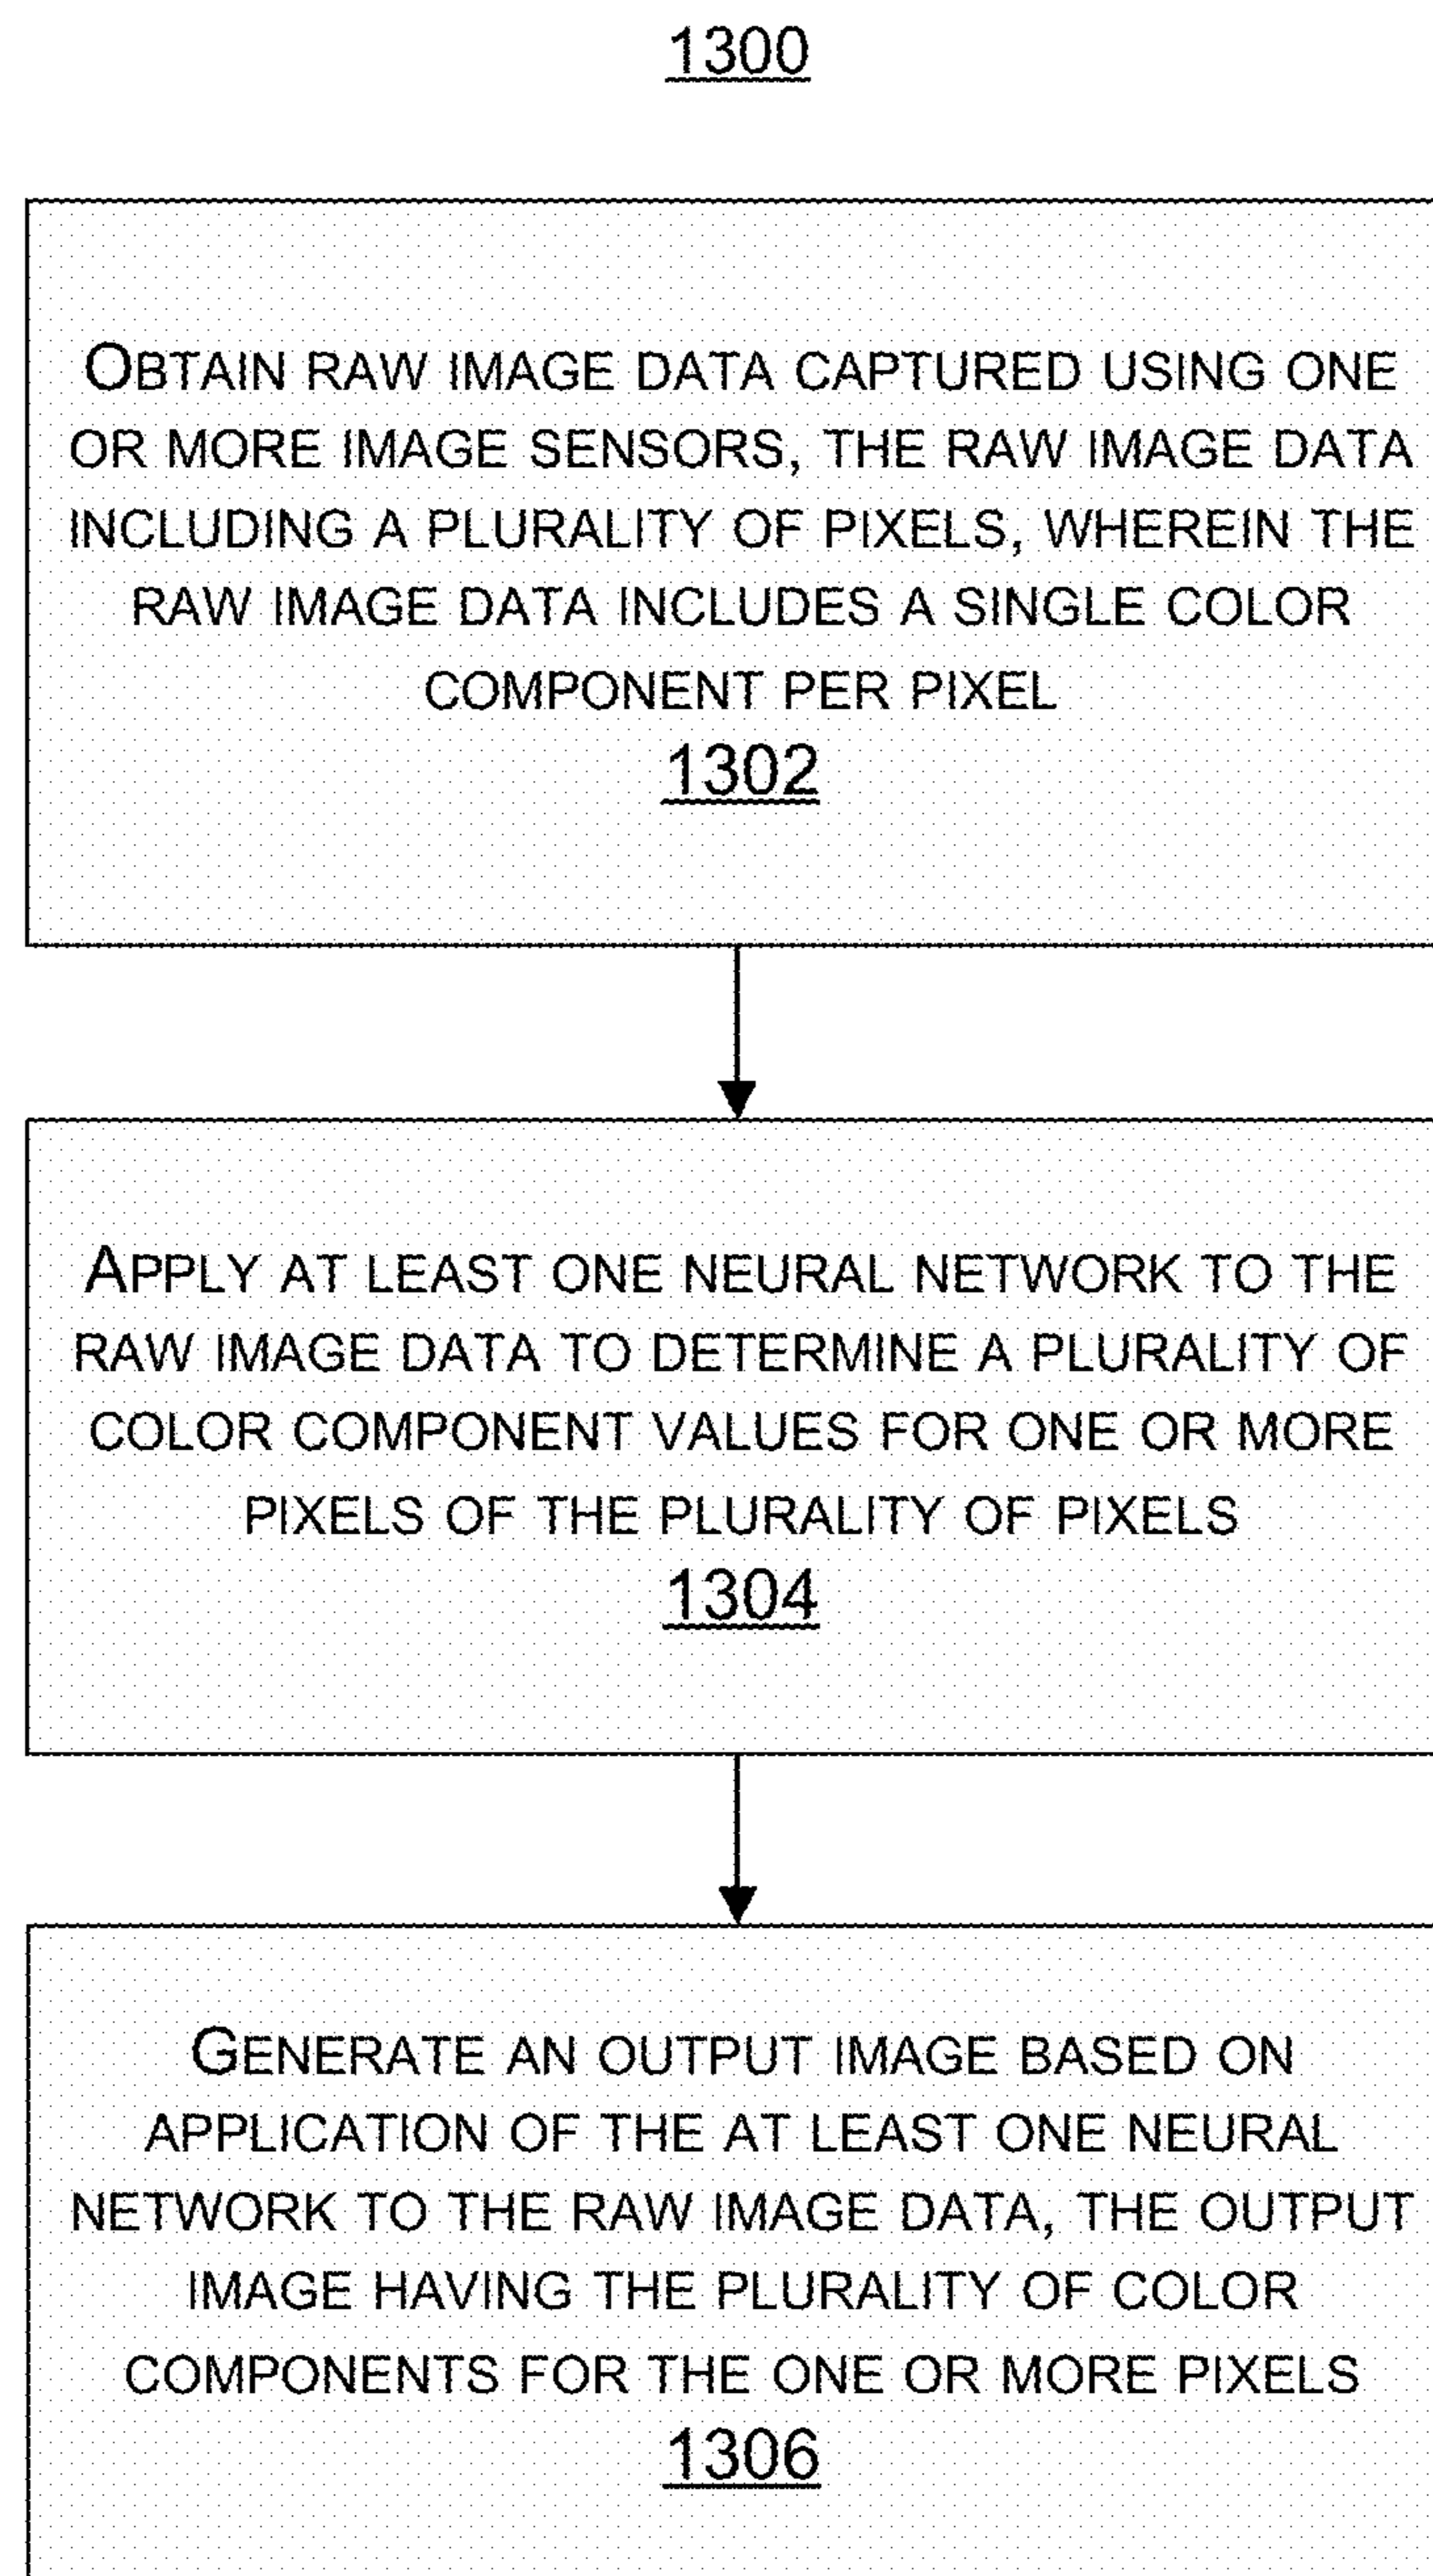 1300
OBTAIN RAW IMAGE DATA CAPTURED USING ONE
OR MORE IMAGE SENSORS, THE RAW IMAGE DATA
INCLUDING A PLURALITY OF PIXELS, WHEREIN THE
RAW IMAGE DATA INCLUDES A SINGLE COLOR
COMPONENT PER PIXEL
1302
APPLY AT LEAST ONE NEURAL NETWORK TO THE
RAW IMAGE DATA TO DETERMINE A PLURALITY OF
COLOR COMPONENT VALUES FOR ONE OR MORE
PIXELS OF THE PLURALITY OF PIXELS
1304
GENERATE AN OUTPUT IMAGE BASED ON
APPLICATION OF THE AT LEAST ONE NEURAL
NETWORK TO THE RAW IMAGE DATA, THE OUTPUT
IMAGE HAVING THE PLURALITY OF COLOR
COMPONENTS FOR THE ONE OR MORE PIXELS
1306